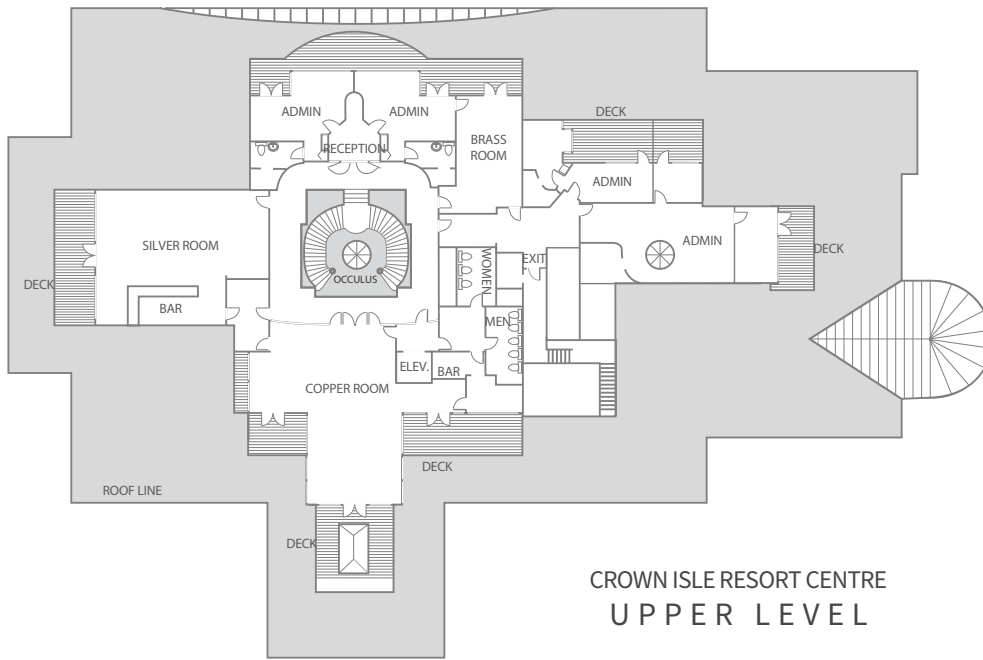 ADMIN
ADMIN
DECK
RECEPTION
BRASS
ROOM
ADMIN
SILVER ROOM
ADMIN
DECK
WOMEN
EXIT
OCCULUS
DECK
BAR
MEN
ELEV.
BAR
COPPER ROOM
DECK
ROOF LINE
DECK
CROWN ISLE RESORT CENTRE
UPPER LEVEL